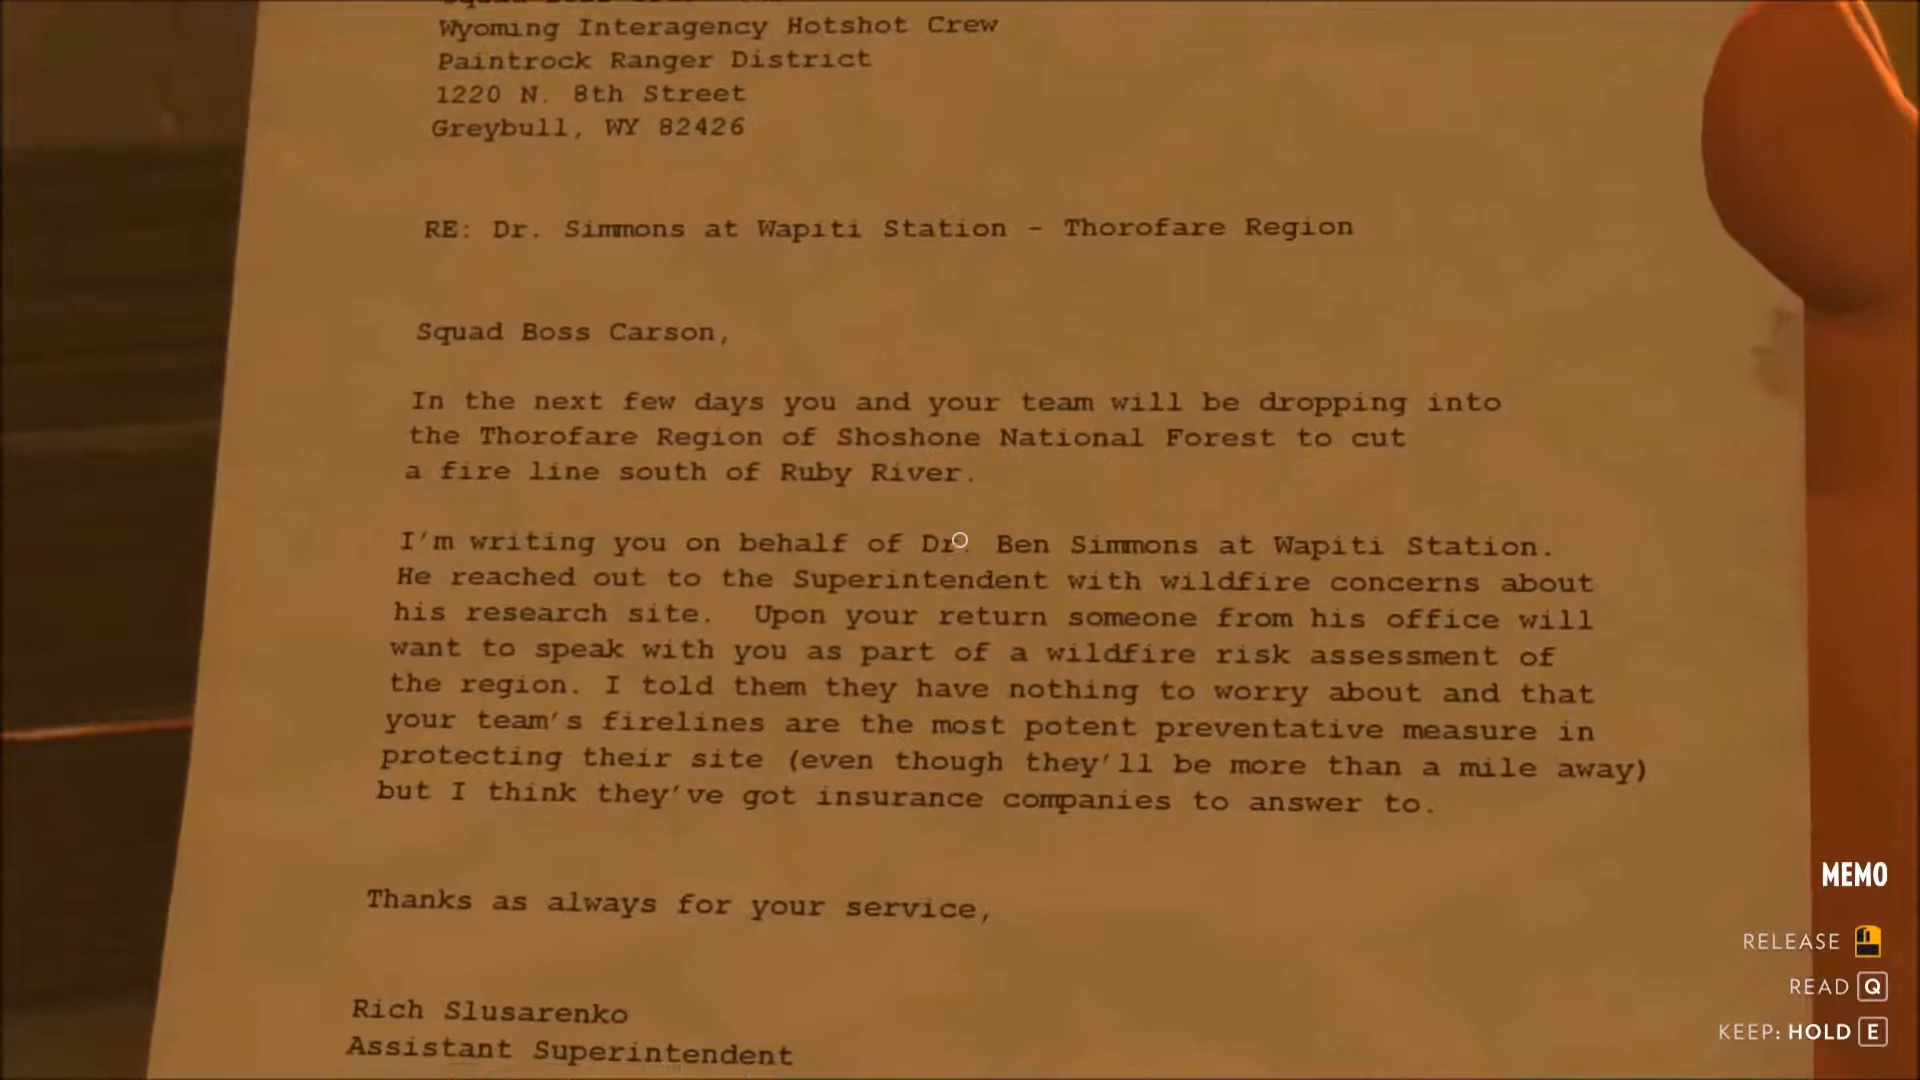 Wyoming Interagency Hotshot Crew
Paintrock Ranger District
1220 N. 8th Street
Greybull, WY 82426
RE: Dr. Simmons at Wapiti Station - Thorofare Region
Squad Boss Carson,
In the next few days you and your team will be dropping into
the Thorofare Region of Shoshone National Forest to cut
a fire line south of Ruby River.
I'm writing you on behalf of Dr. Ben Simmons at Wapiti Station.
He reached out to the Superintendent with wildfire concerns about
his research site.  Upon your return someone from his office will
want to speak with you as part of a wildfire risk assessment of
the region. I told them they have nothing to worry about and that
your team's firelines are the most potent preventative measure in
protecting their site (even though they'll be more than a mile away)
but I think they've got insurance companies to answer to.
Thanks as always for your service,
Rich Slusarenko
Assistant Superintendent
MEMO
RELEASE
READ Q
KEEP: HOLD E